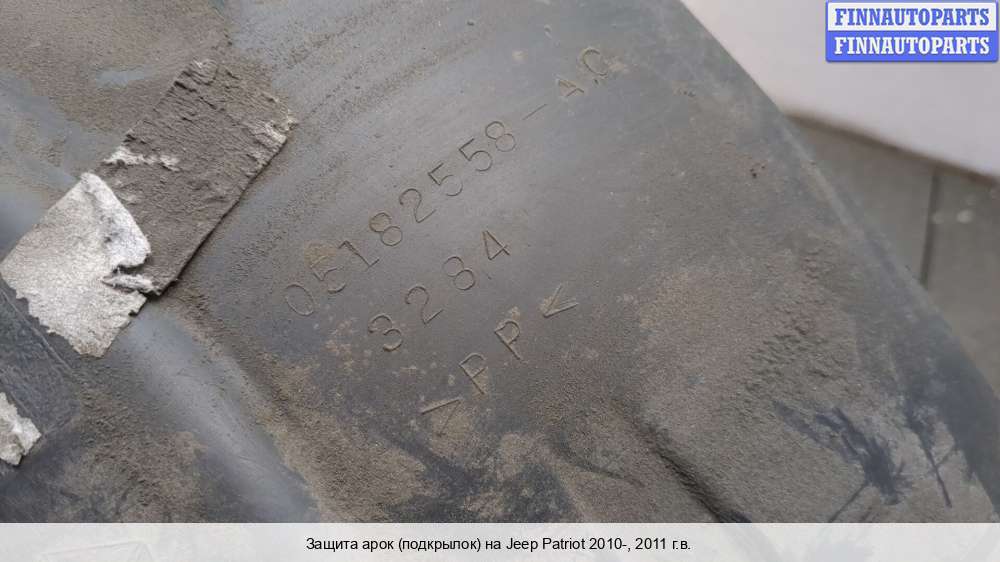 FINNAUTOPARTS
FINNAUTOPARTS
05182558-AC
3284
>PP<
Защита арок (подкрылок) на Jeep Patriot 2010-, 2011 г.в.